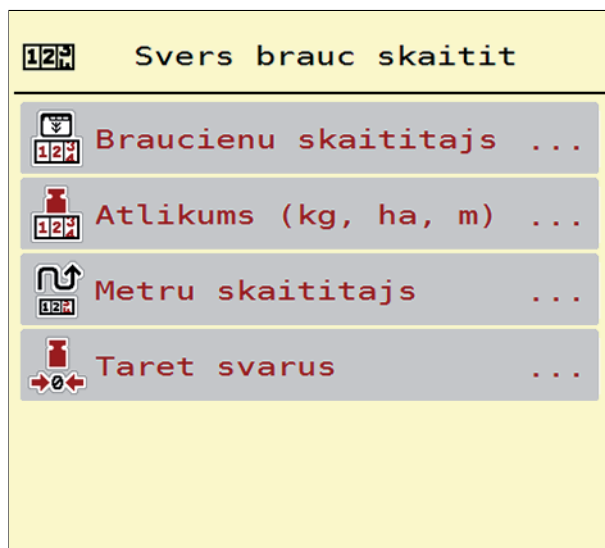 Svers brauc skaitit
Braucienu skaititajs ...
Atlikums (kg, ha, m) ...
Metru skaititajs ...
Taret svarus ...